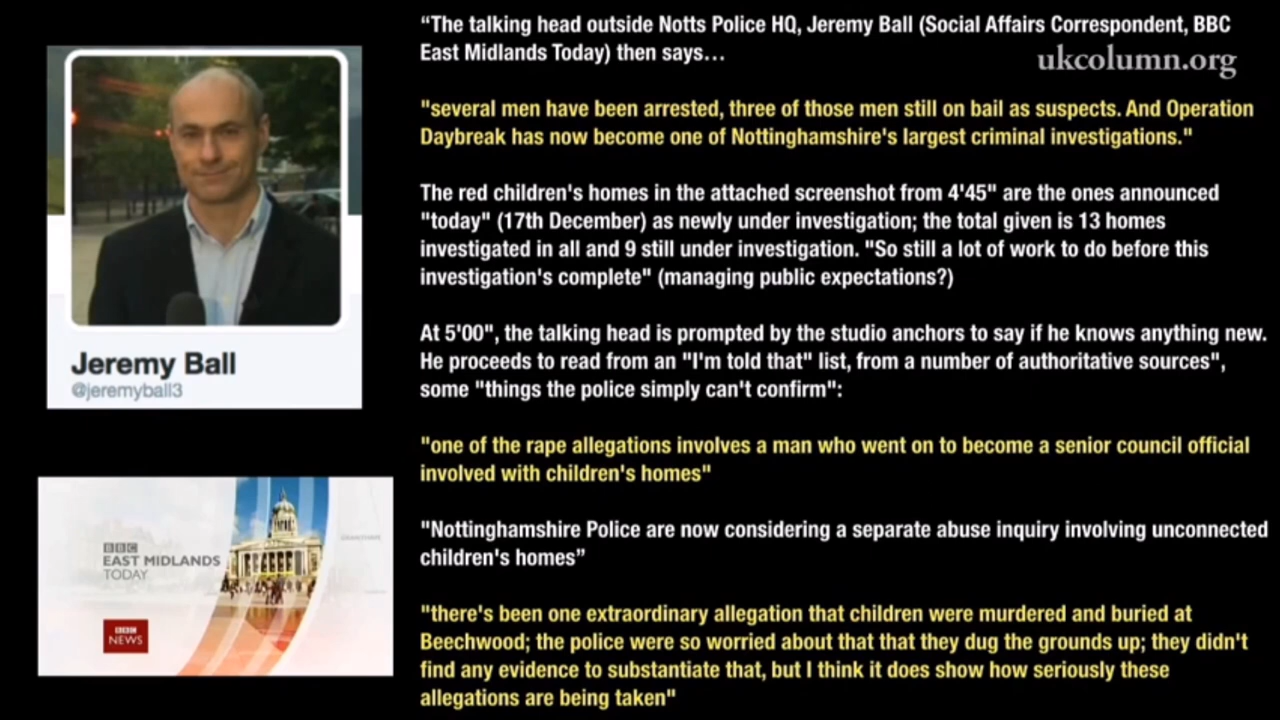 “The talking head outside Notts Police HQ, Jeremy Ball (Social Affairs Correspondent, BBC
East Midlands Today) then says…
ukcolumn.org
"several men have been arrested, three of those men still on bail as suspects. And Operation
Daybreak has now become one of Nottinghamshire's largest criminal investigations."
The red children's homes in the attached screenshot from 4'45" are the ones announced
"today" (17th December) as newly under investigation; the total given is 13 homes
investigated in all and 9 still under investigation. "So still a lot of work to do before this
investigation's complete" (managing public expectations?)
At 5'00", the talking head is prompted by the studio anchors to say if he knows anything new.
He proceeds to read from an "I'm told that" list, from a number of authoritative sources",
some "things the police simply can't confirm":
"one of the rape allegations involves a man who went on to become a senior council official
involved with children's homes"
"Nottinghamshire Police are now considering a separate abuse inquiry involving unconnected
children's homes”
"there's been one extraordinary allegation that children were murdered and buried at
Beechwood; the police were so worried about that that they dug the grounds up; they didn't
find any evidence to substantiate that, but I think it does show how seriously these
allegations are being taken"
Jeremy Ball
@jeremyball3
BBC
EAST MIDLANDS
TODAY
BBC
NEWS